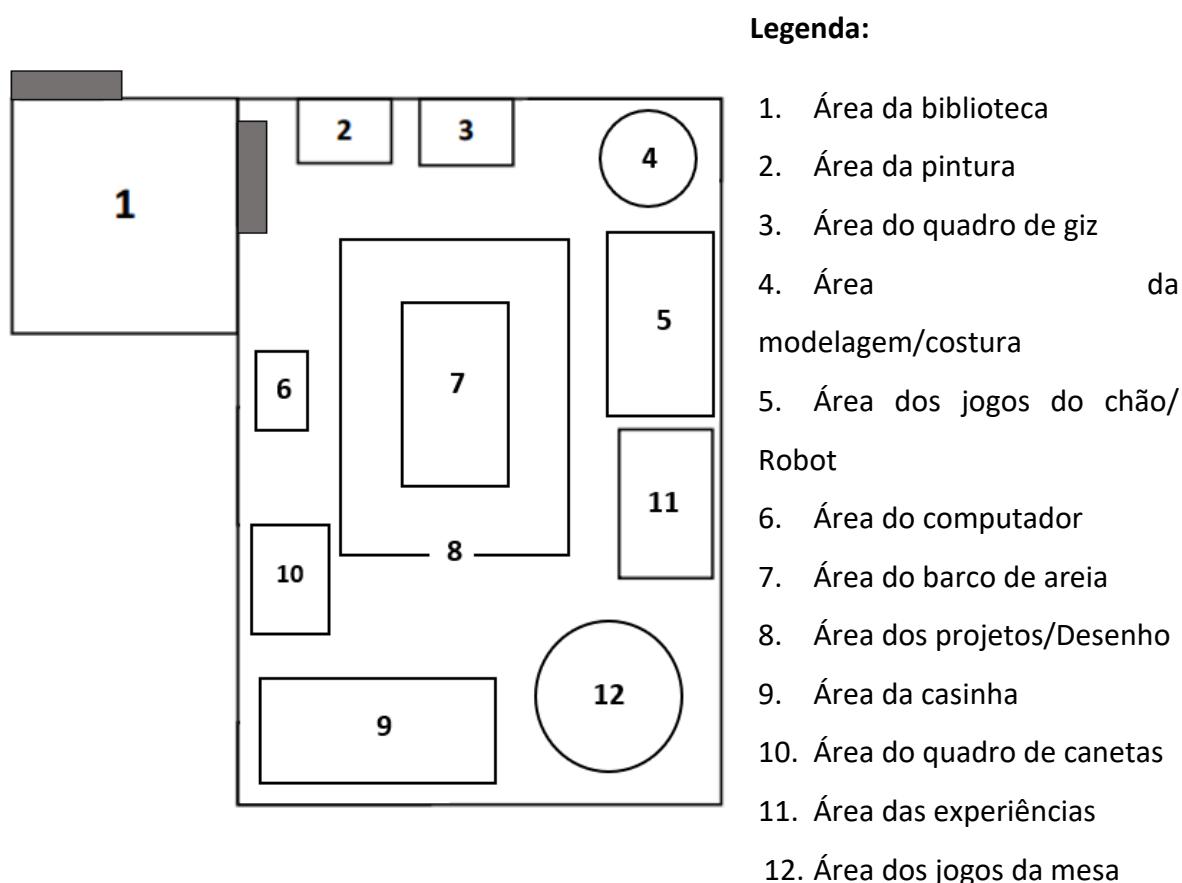 Legenda:
1
2
3
4
5
6
7
8
9
10
11
12
1. Área da biblioteca
2. Área da pintura
3. Área do quadro de giz
4. Área da
modelagem/costura
5. Área dos jogos do chão/
Robot
6. Área do computador
7. Área do barco de areia
8. Área dos projetos/Desenho
9. Área da casinha
10. Área do quadro de canetas
11. Área das experiências
12. Área dos jogos da mesa